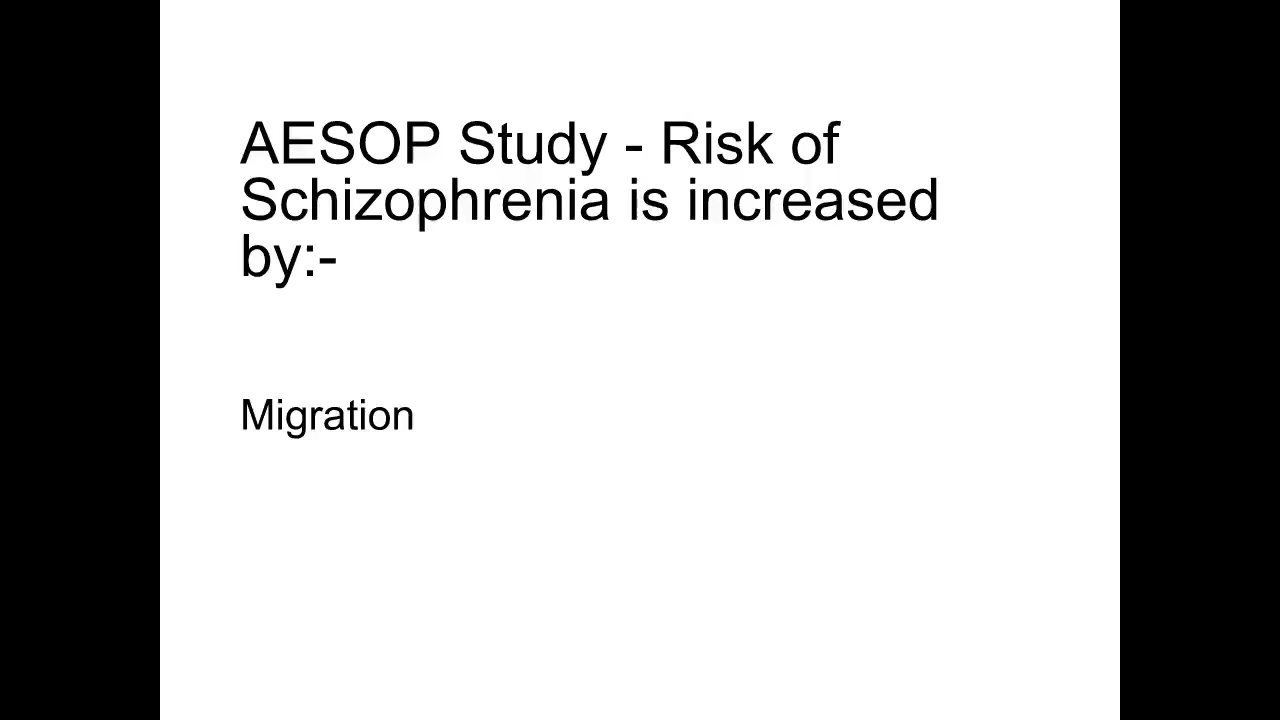 AESOP Study - Risk of
Schizophrenia is increased
by:-
Migration